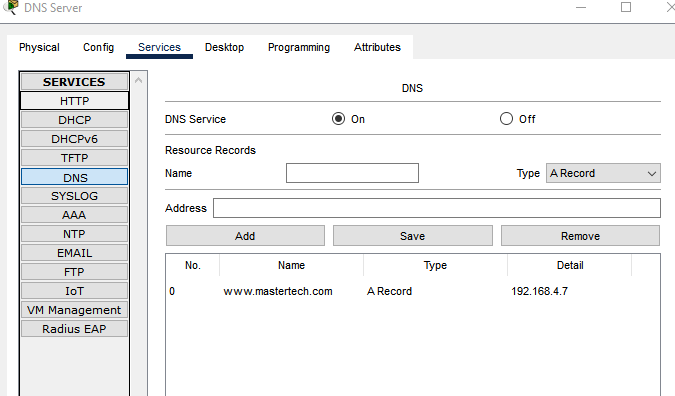 DNS Server
Physical Config Services Desktop Programming Attributes
SERVICES
HTTP
DHCP
DHCPv6
TFTP
DNS
SYSLOG
AAA
NTP
EMAIL
FTP
IoT
VM Management
Radius EAP
DNS
DNS Service On Off
Resource Records
Name Type A Record
Address
Add Save Remove
No. Name Type Detail
0 www.mastertech.com A Record 192.168.4.7